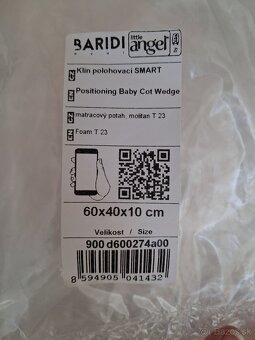 BARIDI
little
angel
Klín polohovací SMART
Positioning Baby Cot Wedge
matracový potah, molitan T 23
Foam T 23
60x40x10 cm
Velikost / Size
900 d600274a00
8 594905 041432